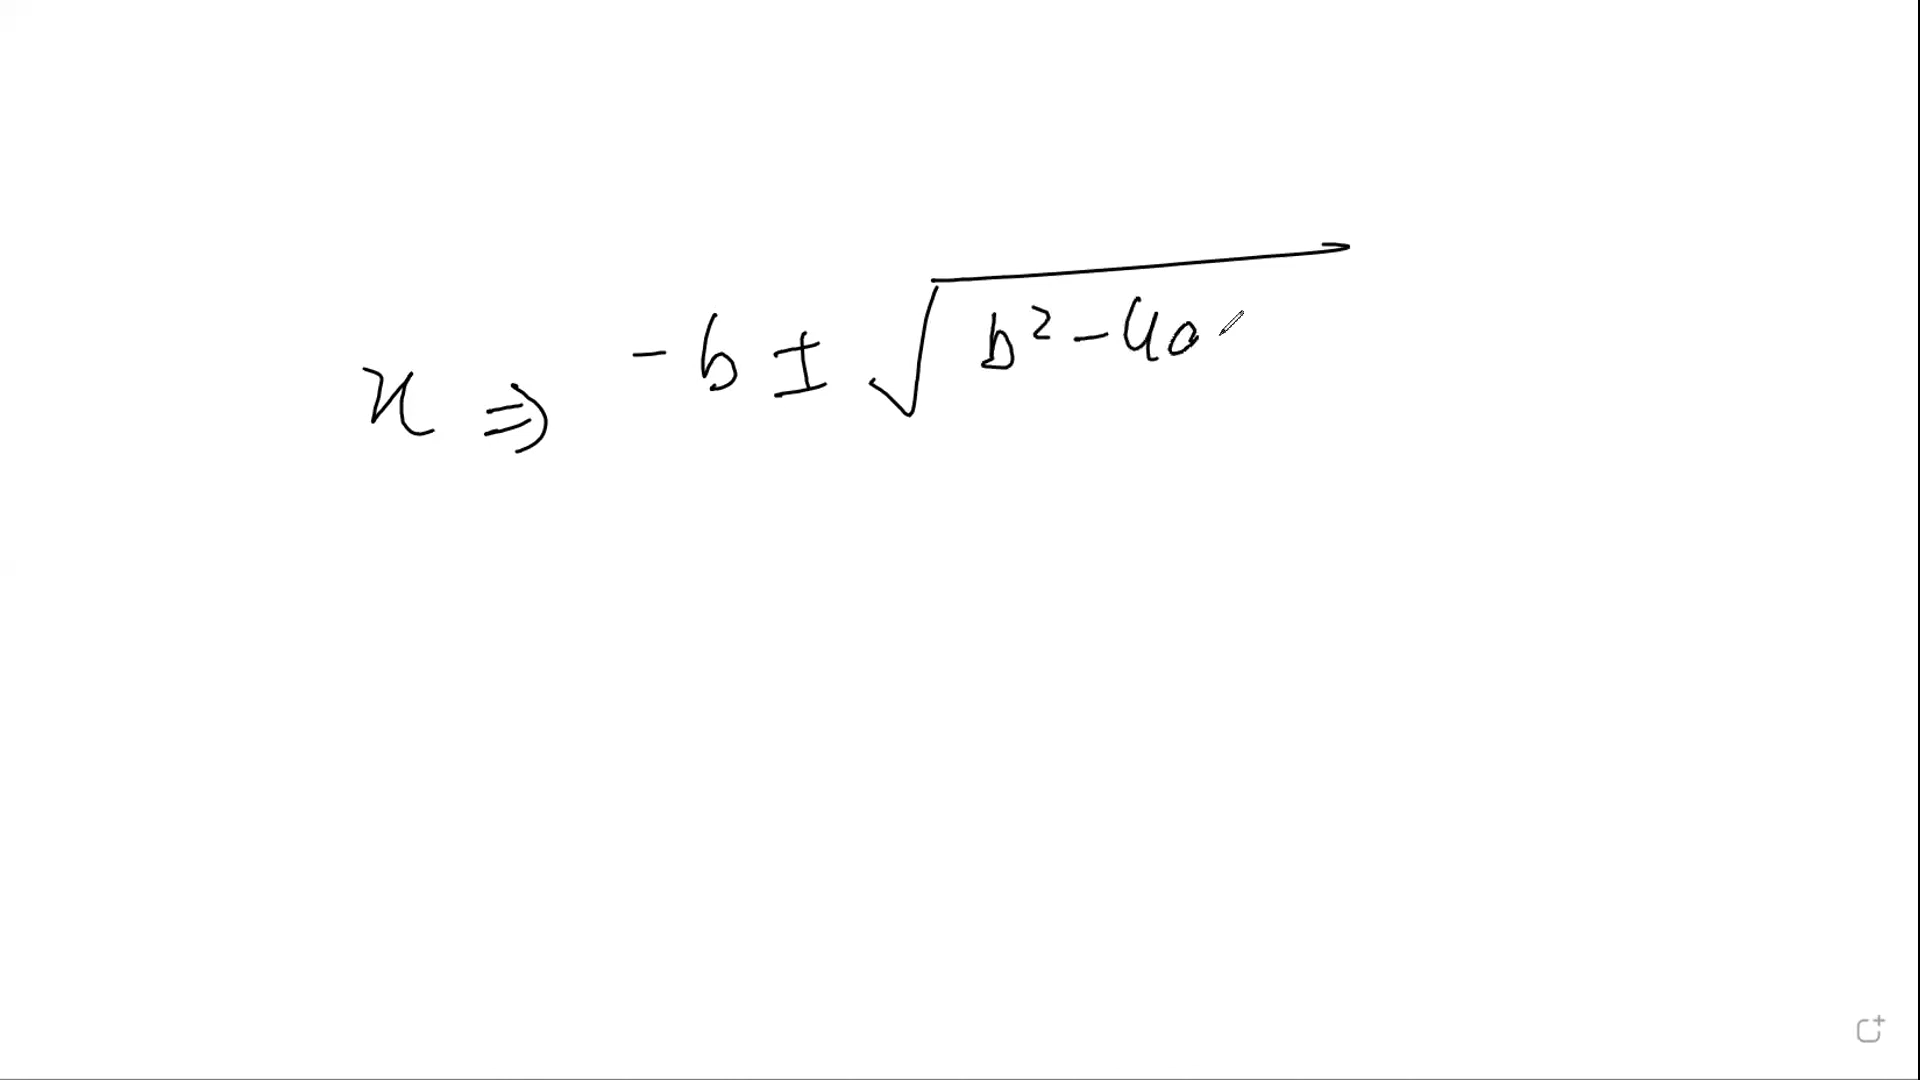 x ⇒ -b ± √(b² - 4a